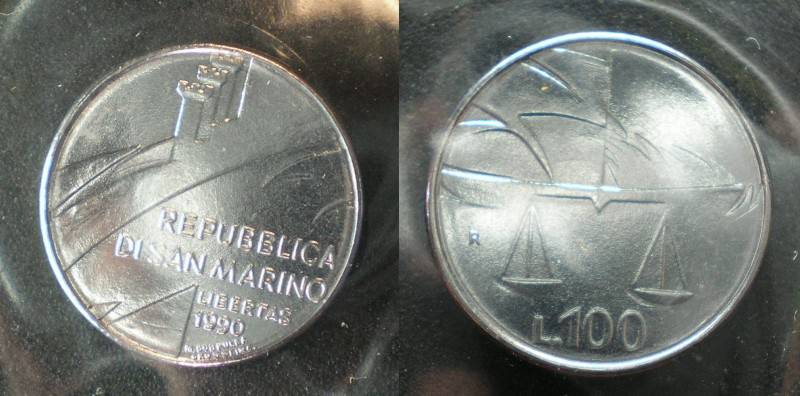 REPUBBLICA
DI SAN MARINO
LIBERTAS
1990
R
L.100